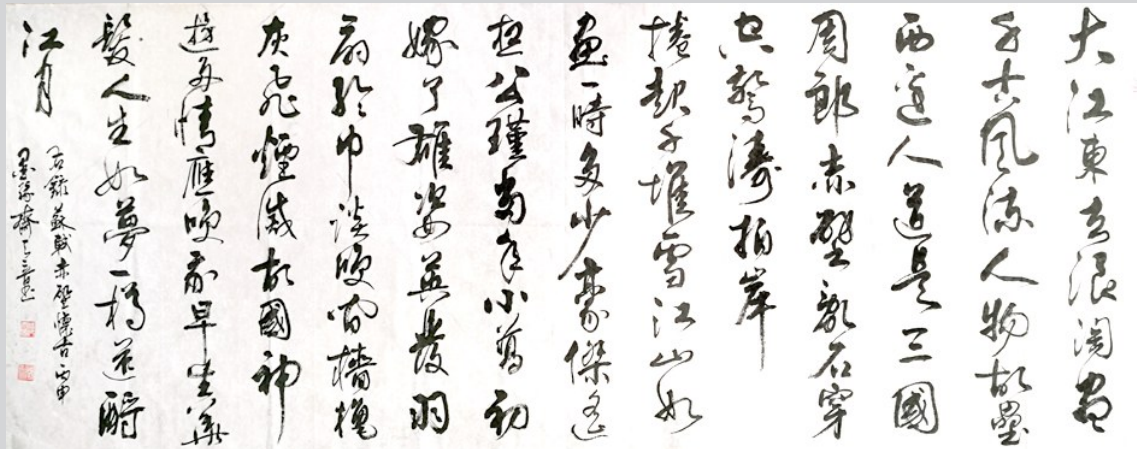 大江東去浪淘盡
千古風流人物故壘
西邊人道是三國
周郎赤壁亂石穿
空驚濤拍岸
捲起千堆雪江山如
畫一時多少豪傑遙
想公瑾當年小喬初
嫁了雄姿英發羽
扇綸巾談笑間檣櫓
灰飛煙滅故國神
遊多情應笑我早生華
髮人生如夢一樽還酹
江月
右錄蘇軾赤壁懷古丙申